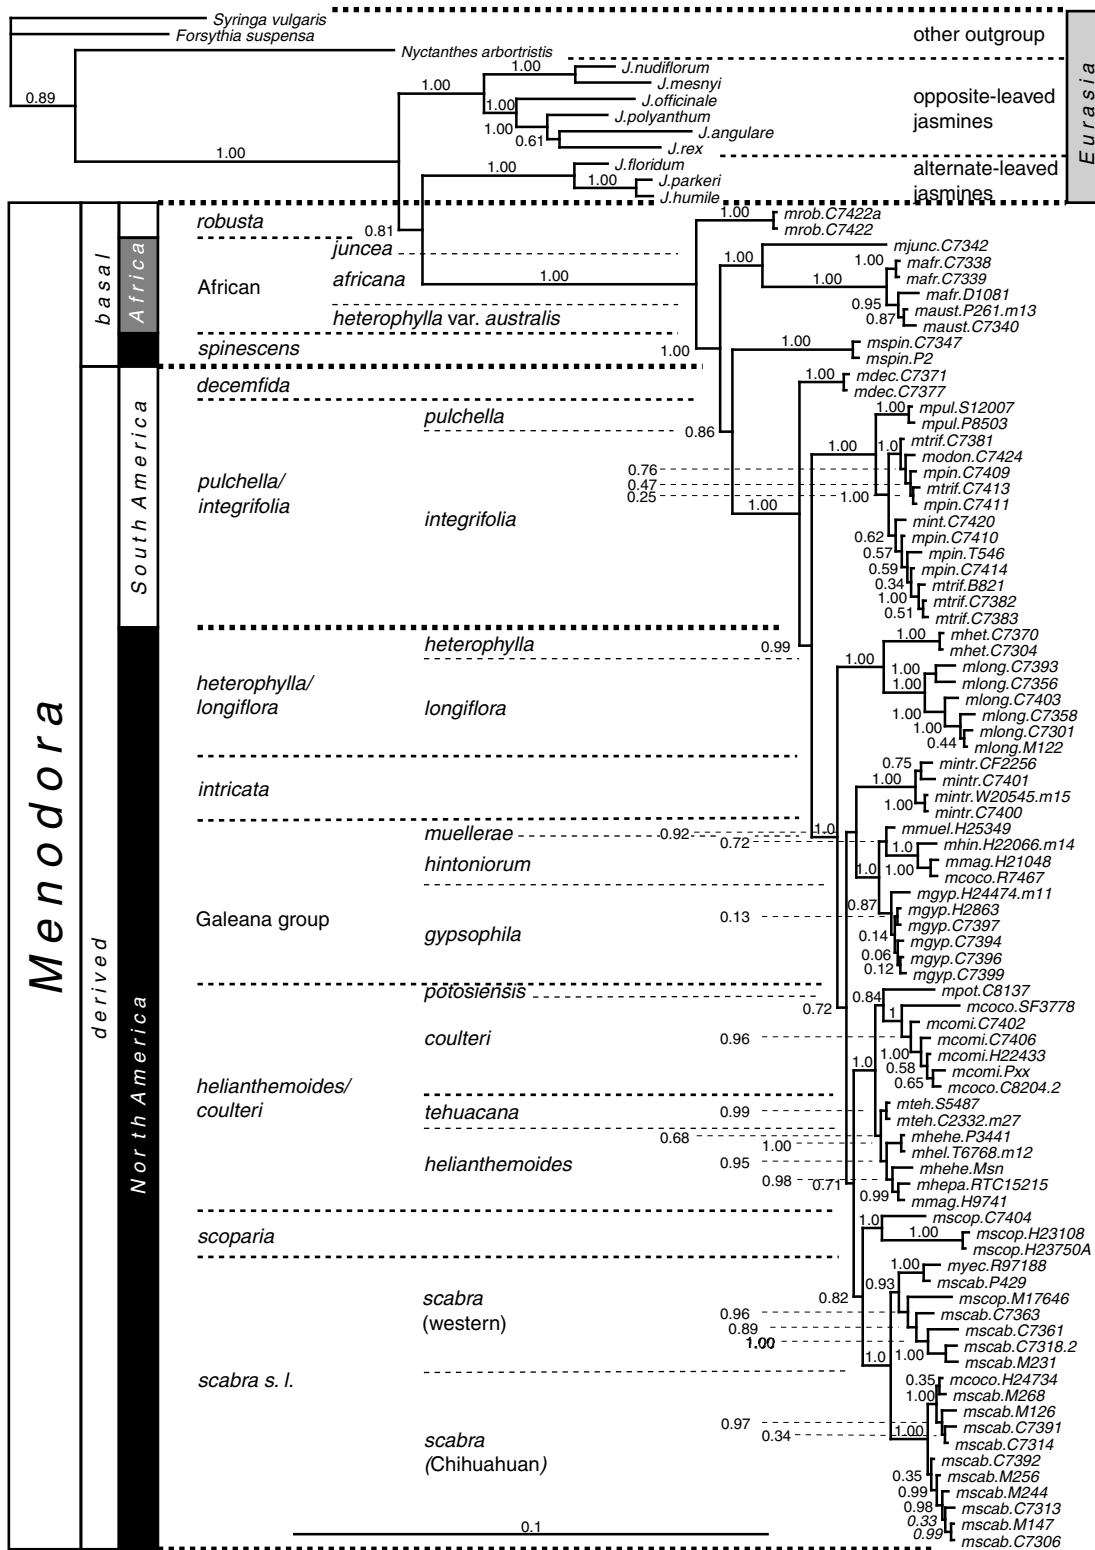 Syringa vulgaris
Forsythia suspensa
other outgroup
Nyctanthes arbortristis
1.00
1.00
J.nudiflorum
J.mesnyi
0.89
1.00
J.officinale
opposite-leaved
jasmines
J.polyanthum
1.00
0.61
J.angulare
J.rex
Eurasia
1.00
1.00
J.floridum
alternate-leaved
jasmines
1.00
J.parkeri
J.humile
robusta
0.81
1.00
mrob.C7422a
mrob.C7422
juncea
mjunc.C7342
1.00
1.00
mafr.C7338
African
africana
1.00
1.00
mafr.C7339
0.95
mafr.D1081
heterophylla var. australis
0.87
maust.P261.m13
maust.C7340
spinescens
1.00
1.00
mspin.C7347
mspin.P2
basal
Africa
decemfida
1.00
mdec.C7371
mdec.C7377
pulchella
0.86
1.00
mpul.S12007
mpul.P8503
1.00
1.0
mtrif.C7381
modon.C7424
pulchella/
integrifolia
0.76
mpin.C7409
0.47
mtrif.C7413
0.25
1.00
mpin.C7411
integrifolia
1.00
mint.C7420
0.62
mpin.C7410
0.57
mpin.T546
0.59
mpin.C7414
0.34
mtrif.B821
1.00
mtrif.C7382
0.51
mtrif.C7383
South America
heterophylla
0.99
1.00
mhet.C7370
mhet.C7304
1.00
1.00
mlong.C7393
heterophylla/
longiflora
1.00
mlong.C7356
longiflora
mlong.C7403
1.00
mlong.C7358
1.00
mlong.C7301
0.44
mlong.M122
intricata
0.75
mintr.CF2256
1.00
mintr.C7401
mintr.W20545.m15
1.00
mintr.C7400
muellerae
0.92
1.0
mmuel.H25349
0.72
1.0
mhin.H22066.m14
hintoniorum
1.0
1.00
mmag.H21048
mcoco.R7467
Galeana group
0.87
mgyp.H24474.m11
0.13
mgyp.H2863
gypsophila
0.14
mgyp.C7397
mgyp.C7394
0.06
mgyp.C7396
0.12
mgyp.C7399
potosiensis
0.72
0.84
mpot.C8137
1
mcoco.SF3778
coulteri
mcomi.C7402
0.96
mcomi.C7406
1.00
mcomi.H22433
1.0
0.58
mcomi.Pxx
0.65
mcoco.C8204.2
helianthemoides/
coulteri
tehuacana
0.99
mteh.S5487
mteh.C2332.m27
0.68
mhehe.P3441
1.00
mhel.T6768.m12
helianthemoides
0.95
mhehe.Msn
0.98
0.71
mhepa.RTC15215
0.99
mmag.H9741
scoparia
1.0
mscop.C7404
1.00
mscop.H23108
mscop.H23750A
1.00
myec.R97188
0.93
mscab.P429
scabra
(western)
0.82
mscop.M17646
0.96
mscab.C7363
0.89
mscab.C7361
1.00
mscab.C7318.2
1.0
1.00
mscab.M231
scabra s. l.
0.35
mcoco.H24734
1.00
mscab.M268
mscab.M126
0.97
1.00
mscab.C7391
0.34
mscab.C7314
scabra
(Chihuahuan)
mscab.C7392
0.35
mscab.M256
0.99
mscab.M244
0.98
mscab.C7313
0.33
mscab.M147
0.99
mscab.C7306
0.1
Menodora
derived
North America